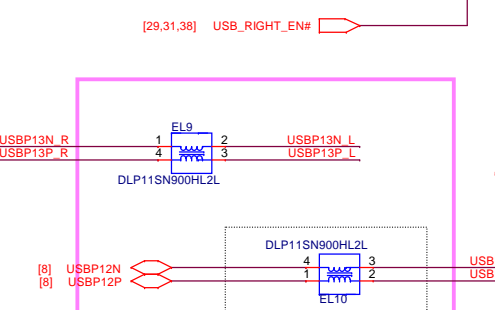 [29,31,38] USB_RIGHT_EN#
EL9
USBP13N_R 1 2 USBP13N_L
USBP13P_R 4 3 USBP13P_L
DLP11SN900HL2L
DLP11SN900HL2L
[8] USBP12N 4 3 USB
[8] USBP12P 1 2 USB
EL10